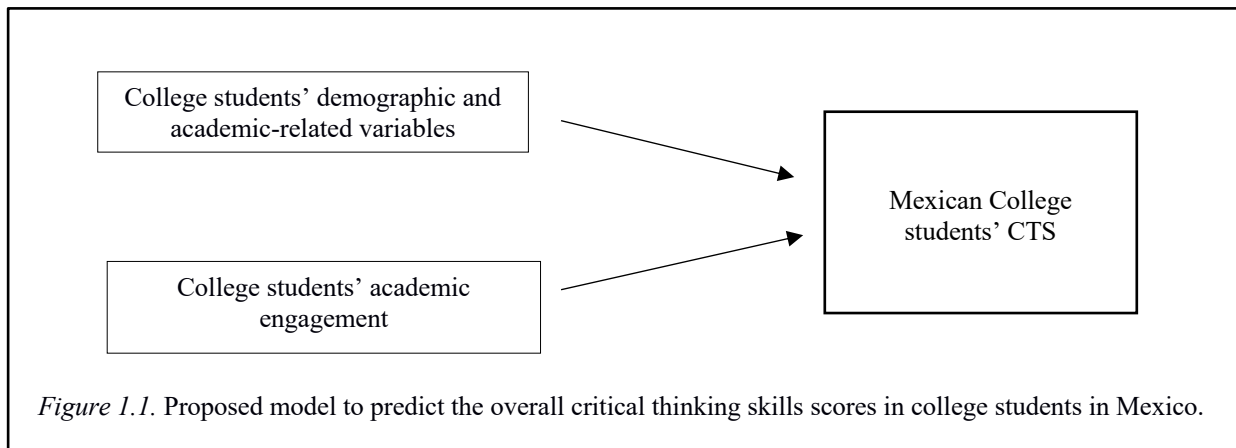 College students’ demographic and
academic-related variables
Mexican College
students’ CTS
College students’ academic
engagement
Figure 1.1. Proposed model to predict the overall critical thinking skills scores in college students in Mexico.